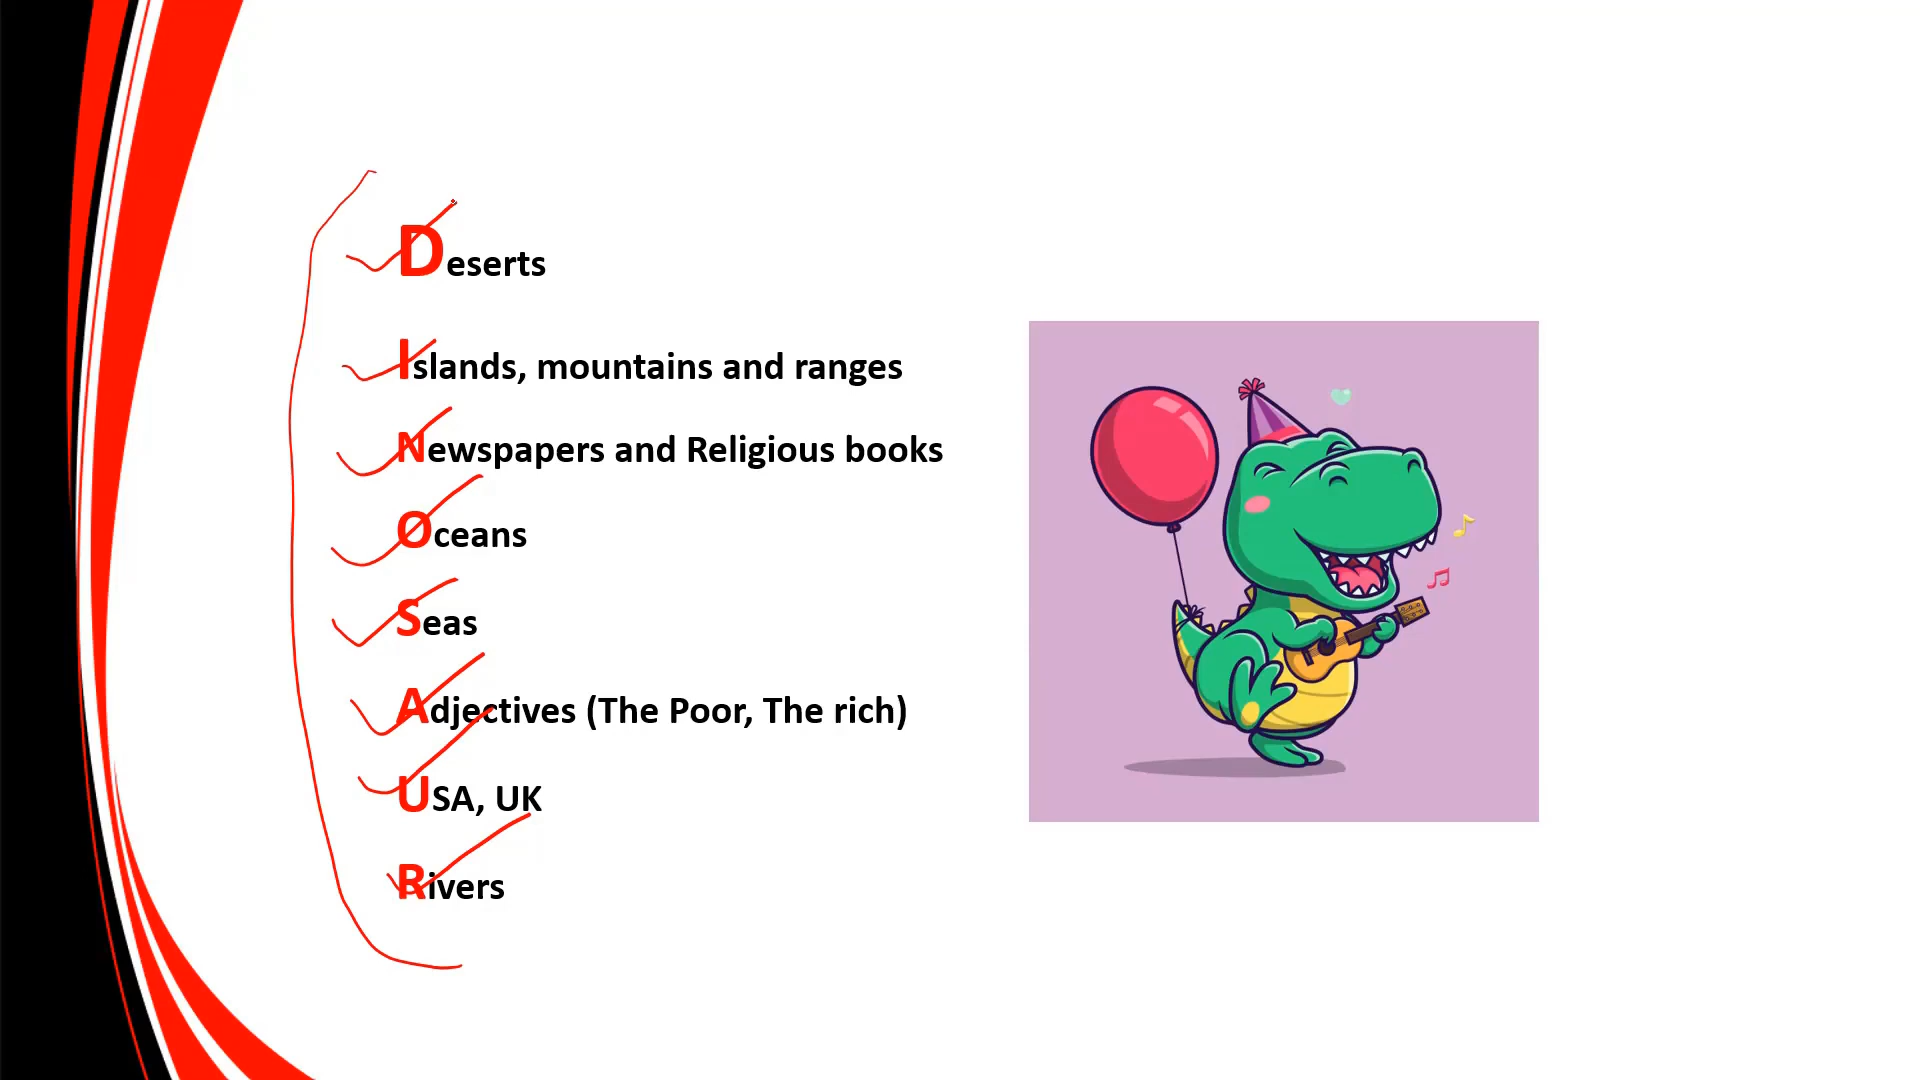 Deserts
Islands, mountains and ranges
Newspapers and Religious books
Oceans
Seas
Adjectives (The Poor, The rich)
USA, UK
Rivers